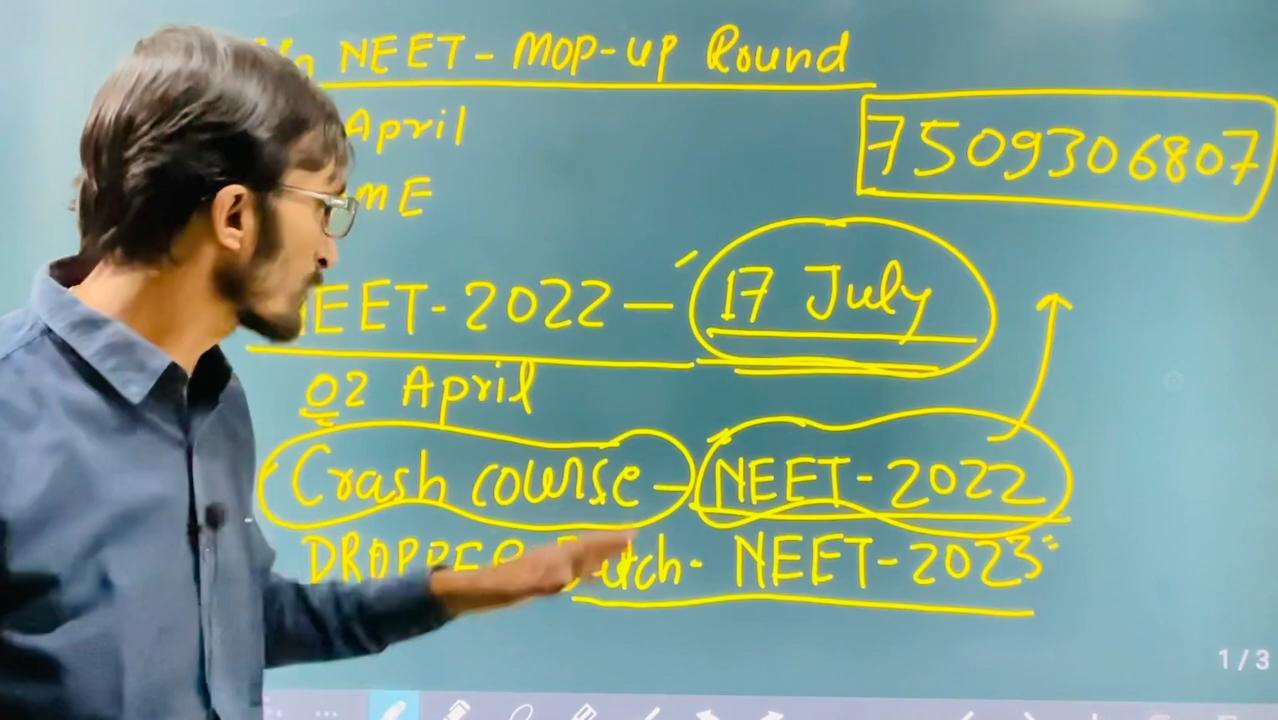 NEET - MOP-UP Round
April
7509306807
ME
NEET-2022 – 17 July
02 April
Crash course - NEET-2022
DROPPER Batch - NEET-2023
1/3